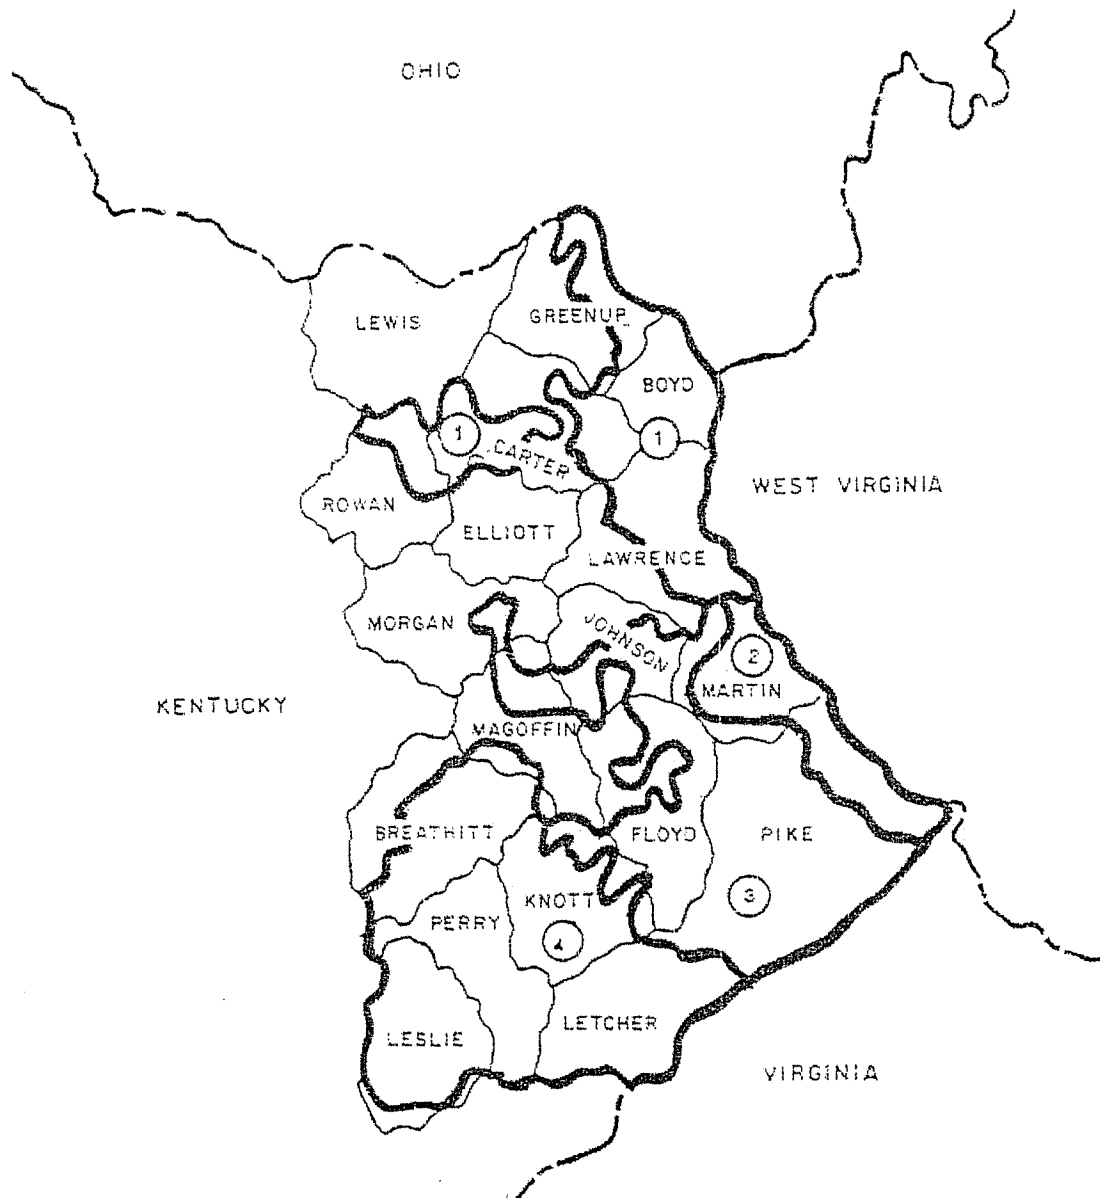 OHIO
LEWIS
GREENUP
BOYD
1
1
CARTER
ROWAN
WEST VIRGINIA
ELLIOTT
LAWRENCE
MORGAN
JOHNSON
2
MARTIN
KENTUCKY
MAGOFFIN
BREATHITT
FLOYD
PIKE
3
KNOTT
PERRY
4
LETCHER
LESLIE
VIRGINIA